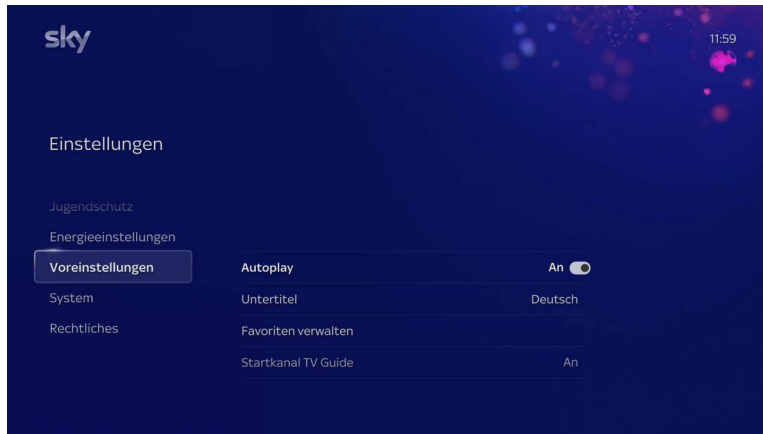 sky
11:59
Einstellungen
Jugendschutz
Energieeinstellungen
Voreinstellungen
Autoplay An
System
Untertitel Deutsch
Rechtliches
Favoriten verwalten
Startkanal TV Guide An